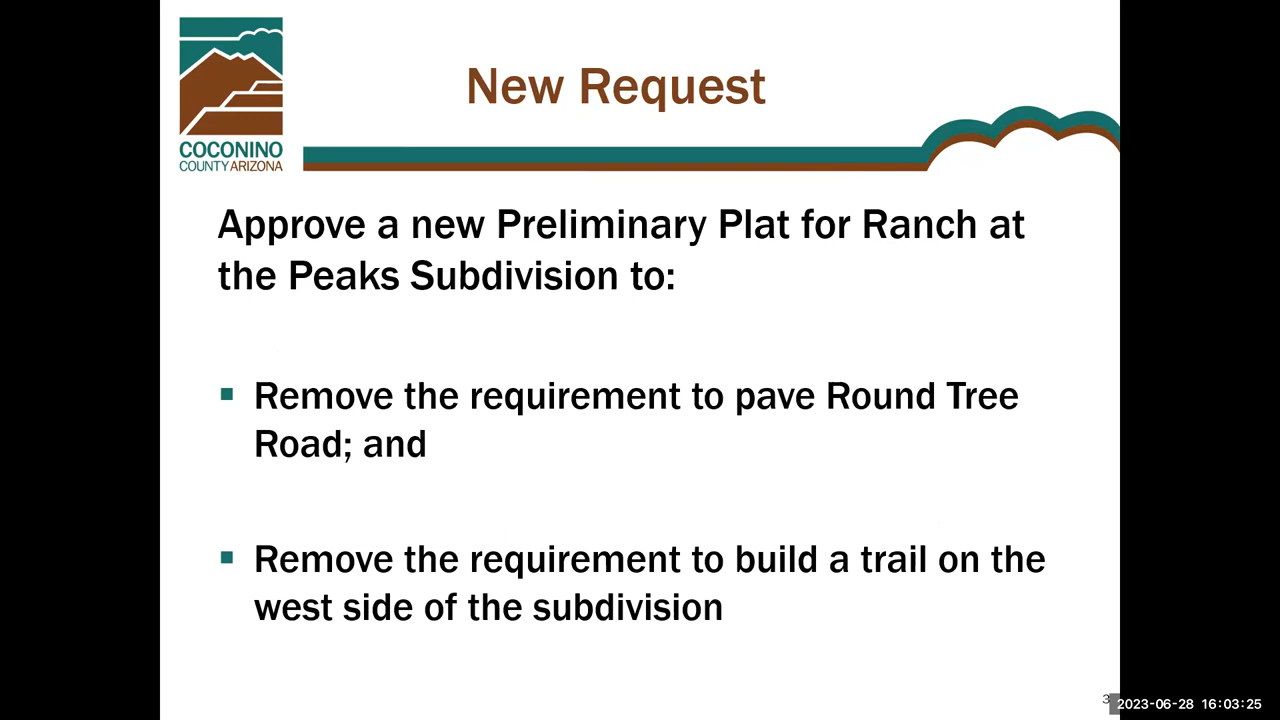 New Request
COCONINO
COUNTY ARIZONA
Approve a new Preliminary Plat for Ranch at
the Peaks Subdivision to:
Remove the requirement to pave Round Tree
Road; and
Remove the requirement to build a trail on the
west side of the subdivision
3
2023-06-28 16:03:25